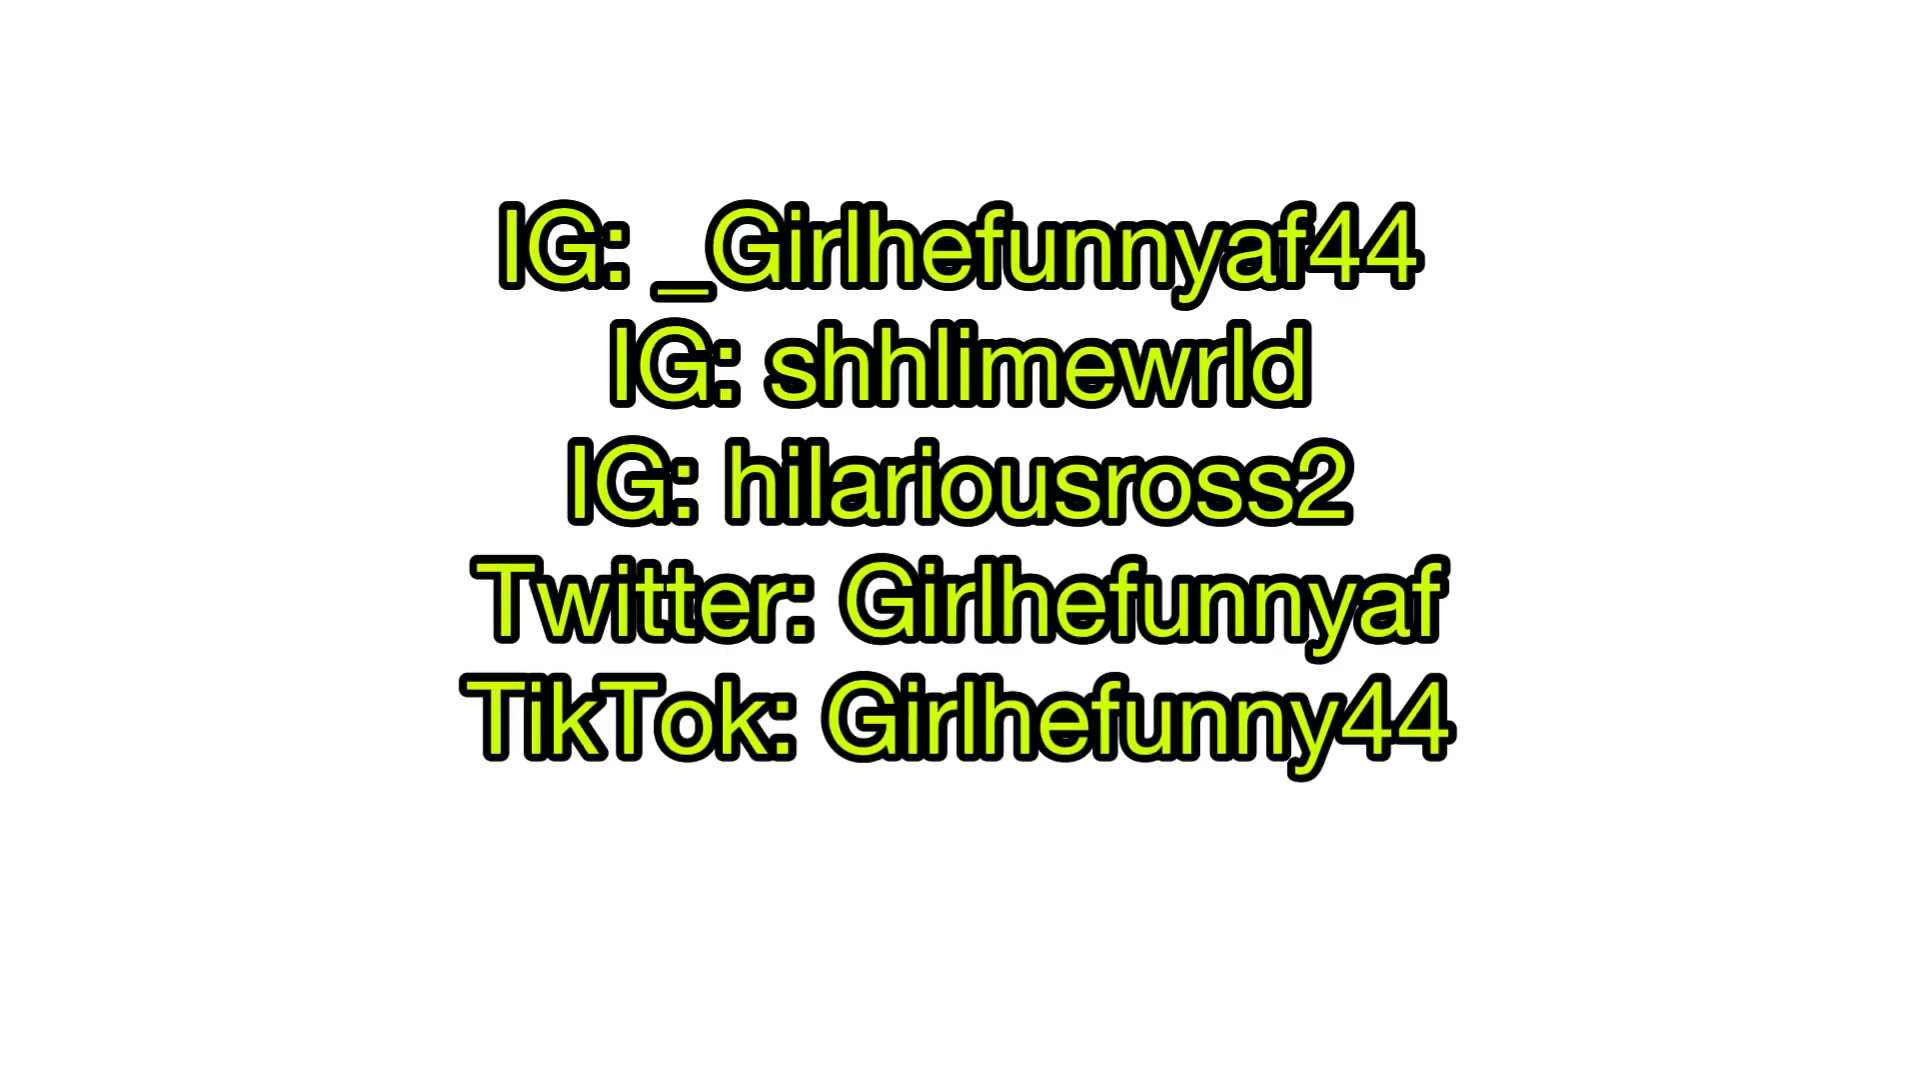 IG: _Girlhefunnyaf44
IG: shhlimewrld
IG: hilariousross2
Twitter: Girlhefunnyaf
TikTok: Girlhefunny44